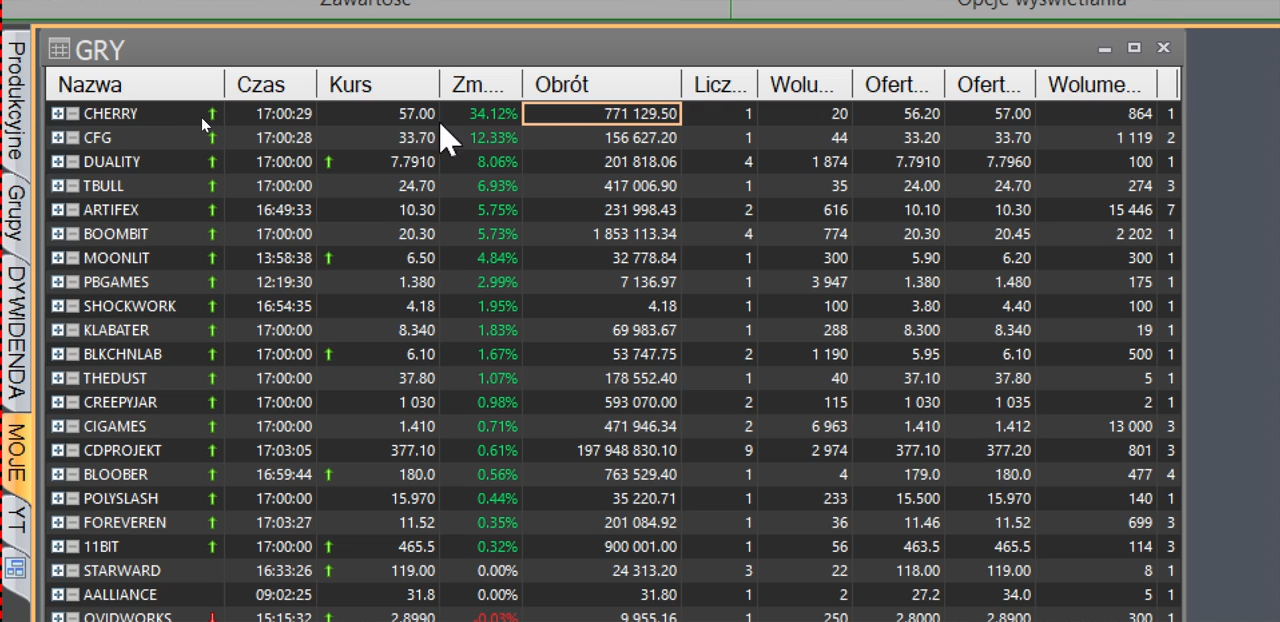 Zawartość Opcje wyświetlania
GRY
Nazwa Czas Kurs Zm.... Obrót Licz... Wolu... Ofert... Ofert... Wolume...
CHERRY 17:00:29 57.00 34.12% 771 129.50 1 20 56.20 57.00 864 1
CFG 17:00:28 33.70 12.33% 156 627.20 1 44 33.20 33.70 1 119 2
DUALITY 17:00:00 7.7910 8.06% 201 818.06 4 1 874 7.7910 7.7960 100 1
TBULL 17:00:00 24.70 6.93% 417 006.90 1 35 24.00 24.70 274 3
ARTIFEX 16:49:33 10.30 5.75% 231 998.43 2 616 10.10 10.30 15 446 7
BOOMBIT 17:00:00 20.30 5.73% 1 853 113.34 4 774 20.30 20.45 2 202 1
MOONLIT 13:58:38 6.50 4.84% 32 778.84 1 300 5.90 6.20 300 1
PBGAMES 12:19:30 1.380 2.99% 7 136.97 1 3 947 1.380 1.480 175 1
SHOCKWORK 16:54:35 4.18 1.95% 4.18 1 100 3.80 4.40 100 1
KLABATER 17:00:00 8.340 1.83% 69 983.67 1 288 8.300 8.340 19 1
BLKCHNLAB 17:00:00 6.10 1.67% 53 747.75 2 1 190 5.95 6.10 500 1
THEDUST 17:00:00 37.80 1.07% 178 552.40 1 40 37.10 37.80 5 1
CREEPYJAR 17:00:00 1 030 0.98% 593 070.00 2 115 1 030 1 035 2 1
CIGAMES 17:00:00 1.410 0.71% 471 946.34 2 6 963 1.410 1.412 13 000 3
CDPROJEKT 17:03:05 377.10 0.61% 197 948 830.10 9 2 974 377.10 377.20 801 3
BLOOBER 16:59:44 180.0 0.56% 763 529.40 1 4 179.0 180.0 477 4
POLYSLASH 17:00:00 15.970 0.44% 35 220.71 1 233 15.500 15.970 140 1
FOREVEREN 17:03:27 11.52 0.35% 201 084.92 1 36 11.46 11.52 699 3
11BIT 17:00:00 465.5 0.32% 900 001.00 1 56 463.5 465.5 114 3
STARWARD 16:33:26 119.00 0.00% 24 313.20 3 22 118.00 119.00 8 1
AALLIANCE 09:02:25 31.8 0.00% 31.80 1 2 27.2 34.0 5 1
OVIDWORKS 15:15:32 2.8990 -0.03% 9 955.16 1 250 2.8000 2.8900 300 1
Produkcyjne
Grupy
DYWIDENDA
MOJE
YT